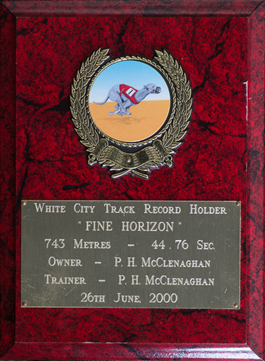 White City Track Record Holder
" FINE HORIZON "
743 Metres – 44.76 Sec.
Owner – P. H. McClenaghan
Trainer – P. H. McClenaghan
26th June, 2000